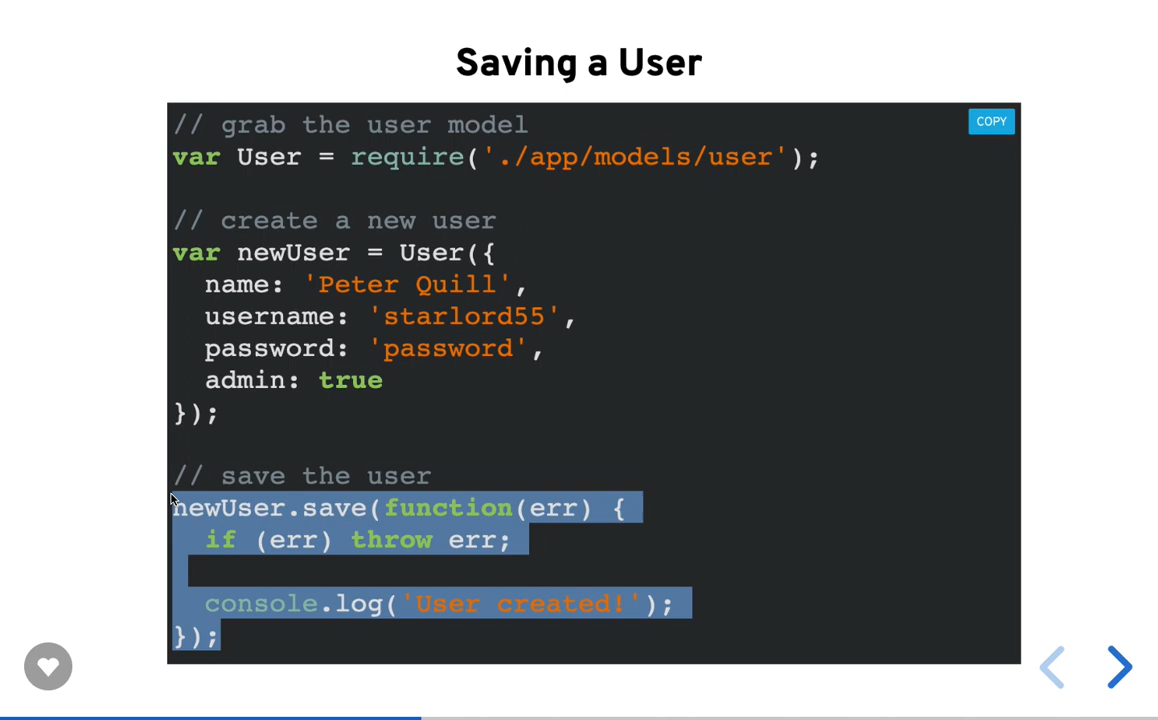 Saving a User
// grab the user model
COPY
var User = require('./app/models/user');
// create a new user
var newUser = User({
  name: 'Peter Quill',
  username: 'starlord55',
  password: 'password',
  admin: true
});
// save the user
newUser.save(function(err) {
  if (err) throw err;
  console.log('User created!');
});